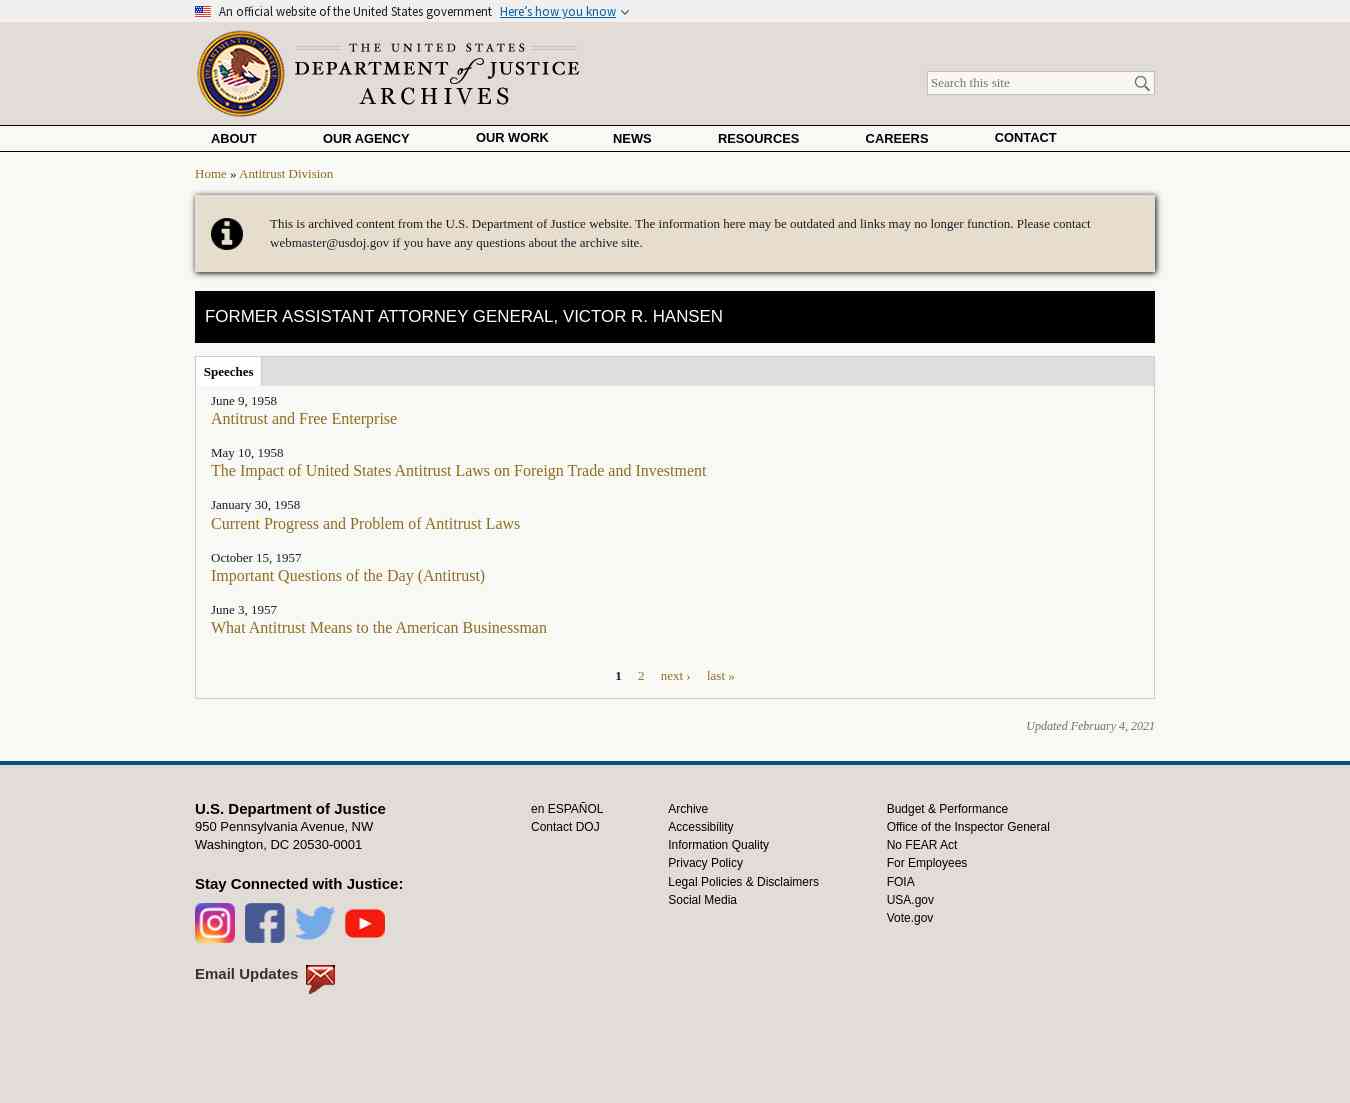 An official website of the United States government Here's how you know
THE UNITED STATES
DEPARTMENT of JUSTICE
ARCHIVES
Search this site
ABOUT OUR AGENCY OUR WORK NEWS RESOURCES CAREERS CONTACT
Home » Antitrust Division
This is archived content from the U.S. Department of Justice website. The information here may be outdated and links may no longer function. Please contact
webmaster@usdoj.gov if you have any questions about the archive site.
FORMER ASSISTANT ATTORNEY GENERAL, VICTOR R. HANSEN
Speeches
June 9, 1958
Antitrust and Free Enterprise
May 10, 1958
The Impact of United States Antitrust Laws on Foreign Trade and Investment
January 30, 1958
Current Progress and Problem of Antitrust Laws
October 15, 1957
Important Questions of the Day (Antitrust)
June 3, 1957
What Antitrust Means to the American Businessman
1 2 next › last »
Updated February 4, 2021
U.S. Department of Justice
950 Pennsylvania Avenue, NW
Washington, DC 20530-0001
Stay Connected with Justice:
Email Updates
en ESPAÑOL
Contact DOJ
Archive
Accessibility
Information Quality
Privacy Policy
Legal Policies & Disclaimers
Social Media
Budget & Performance
Office of the Inspector General
No FEAR Act
For Employees
FOIA
USA.gov
Vote.gov